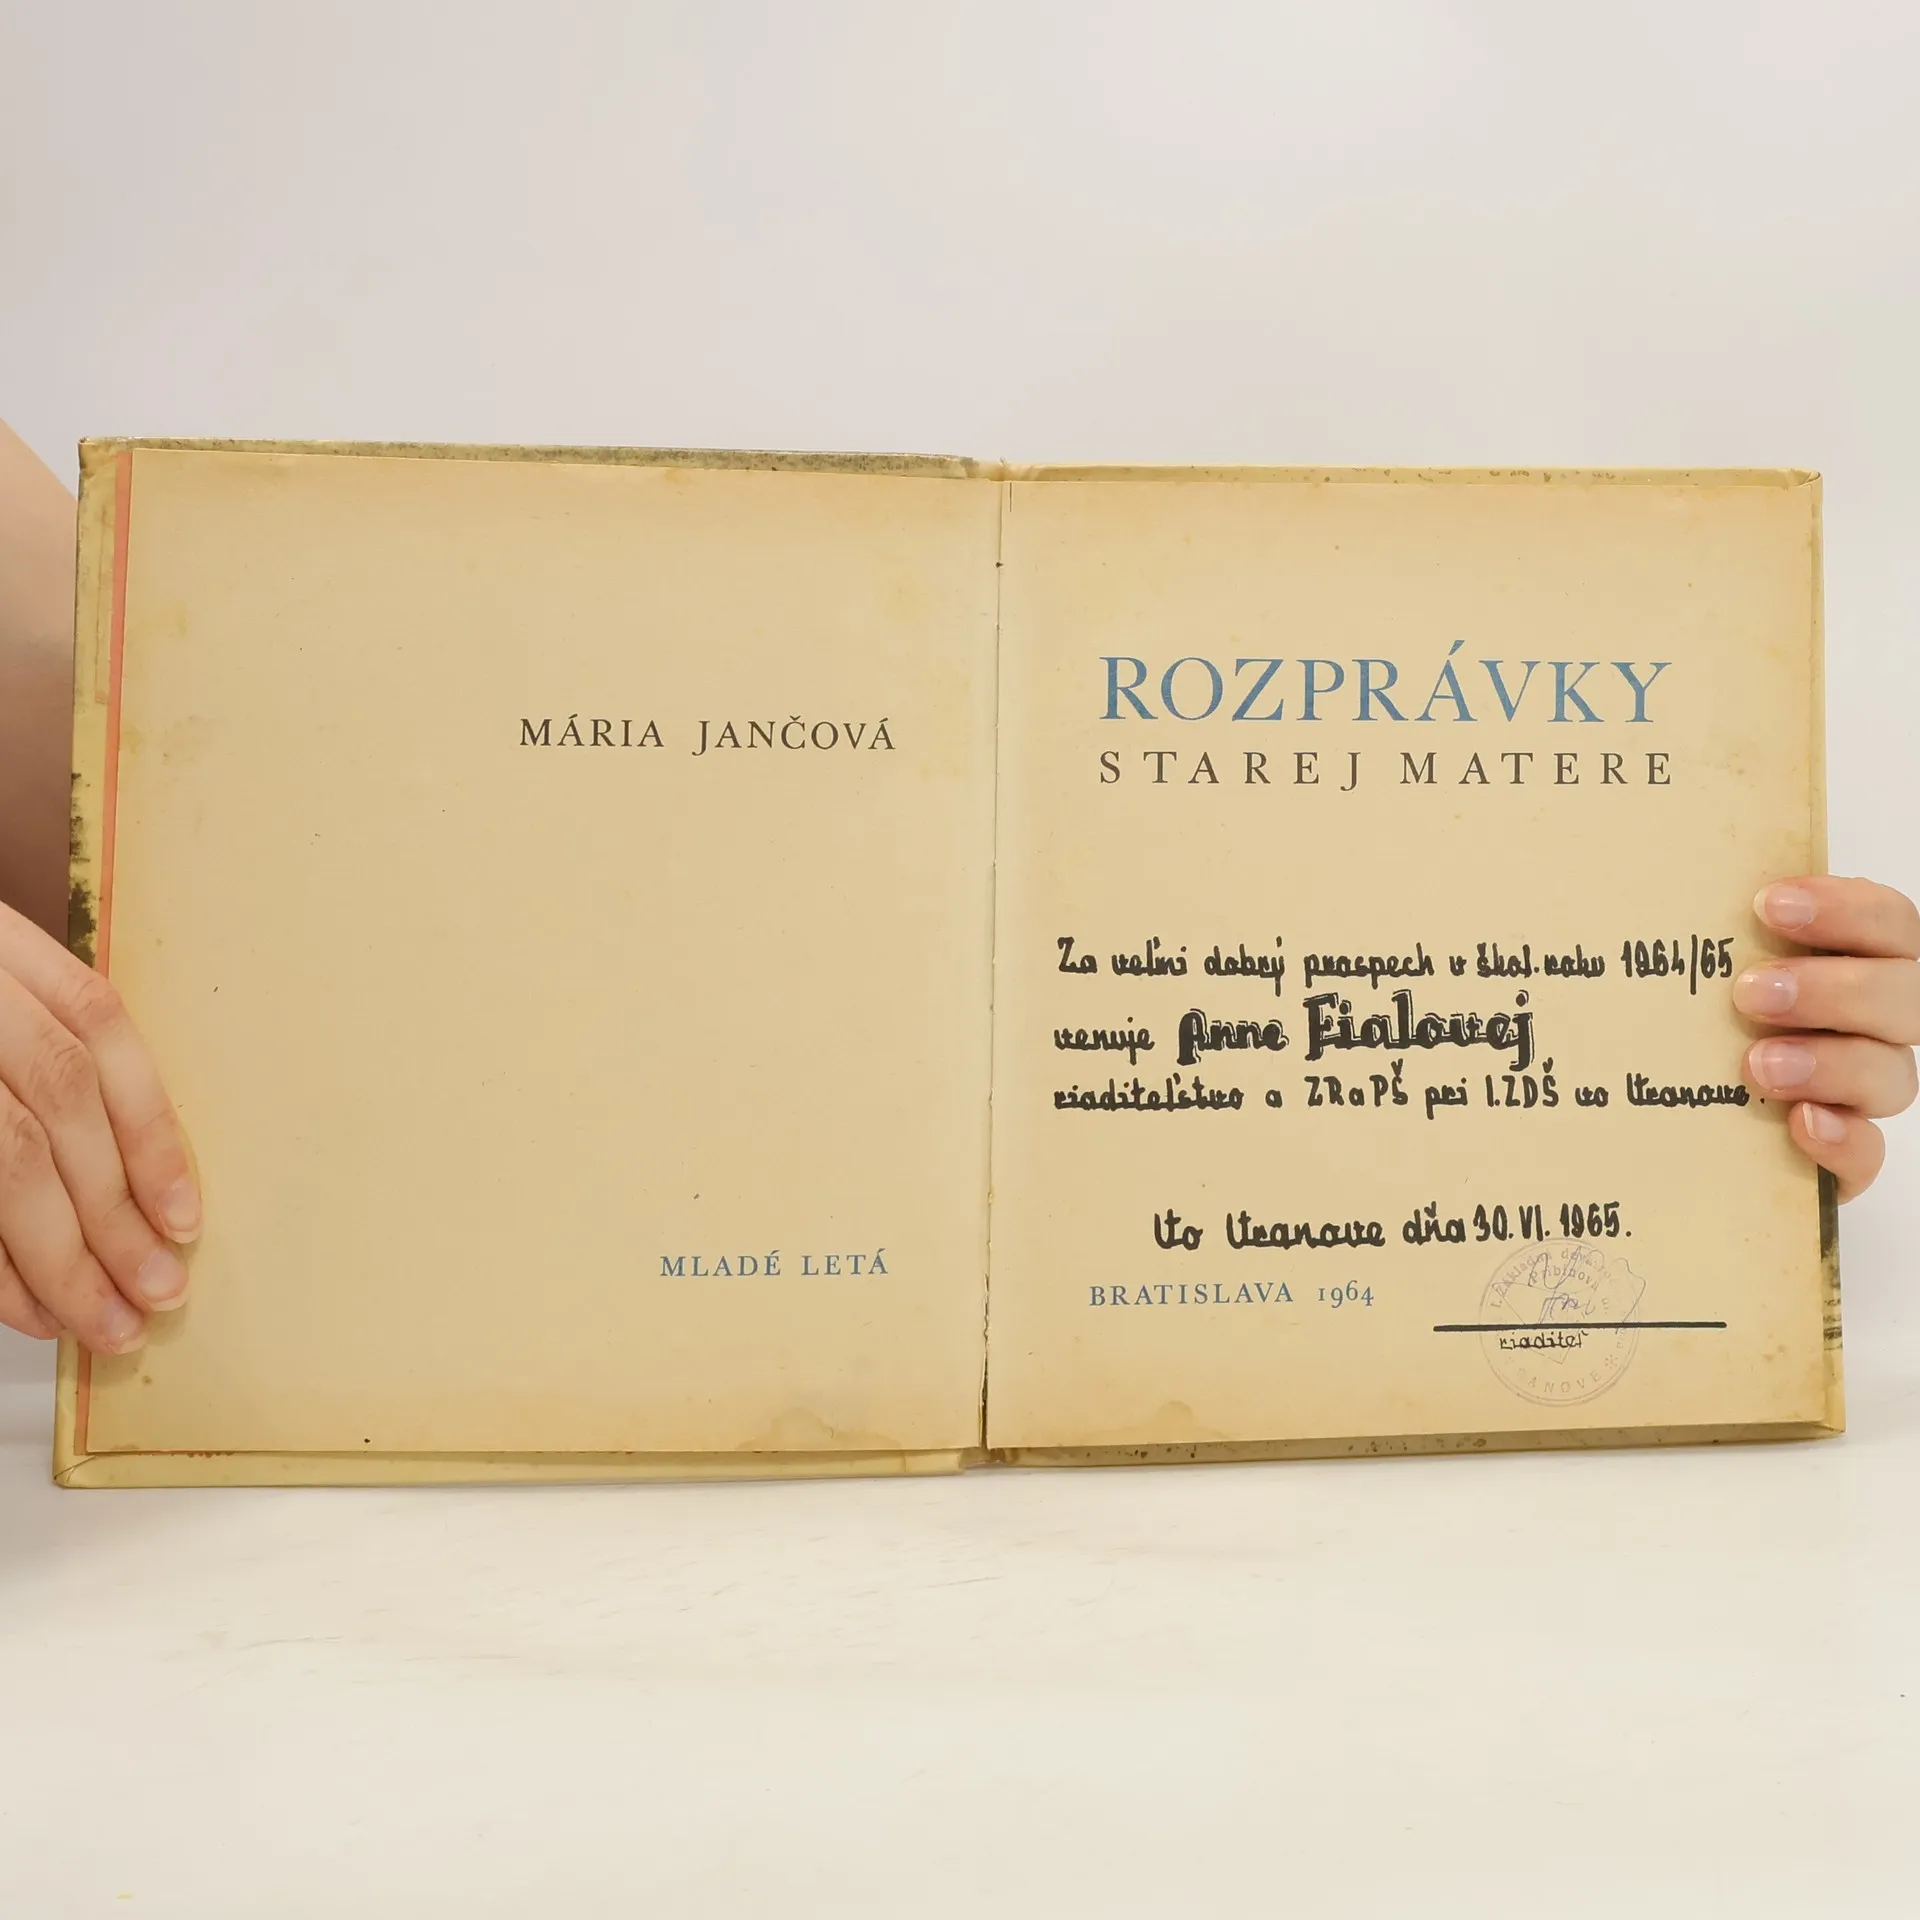 MÁRIA JANČOVÁ
MLADÉ LETÁ
ROZPRÁVKY
STAREJ MATERE
Za veľmi dobrý prospech v škol. roku 1964/65
venuje Anne Fialovej
riaditeľstvo a ZRaPŠ pri I. ZDŠ vo Vranove.
Vo Vranove dňa 30. VI. 1965.
BRATISLAVA 1964
riaditeľ